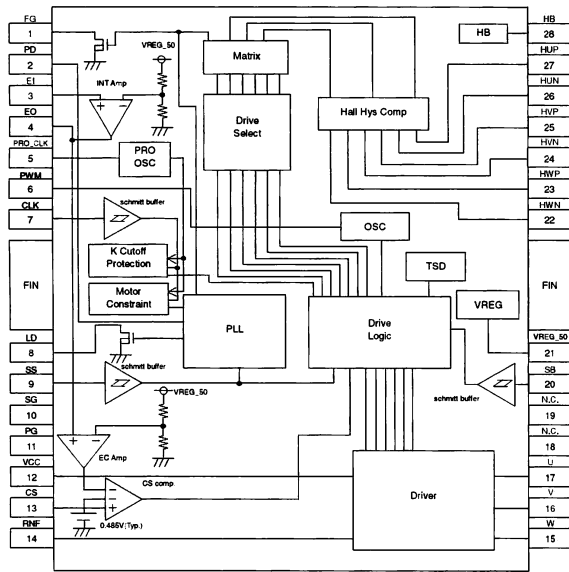 FG
1
PD
2
EI
3
EO
4
PRO_CLK
5
PWM
6
CLK
7
FIN
LD
8
SS
9
SG
10
PG
11
VCC
12
CS
13
RNF
14
VREG_50
INT Amp
PRO
OSC
schmitt buffer
K Cutoff
Protection
Motor
Constraint
schmitt buffer
VREG_50
EC Amp
CS comp
0.485V(Typ.)
Matrix
Drive
Select
Hall Hys Comp
HB
OSC
TSD
VREG
PLL
Drive
Logic
schmitt buffer
Driver
HB
28
HUP
27
HUN
26
HVP
25
HVN
24
HWP
23
HWN
22
FIN
VREG_50
21
SB
20
N.C.
19
N.C.
18
U
17
V
16
W
15